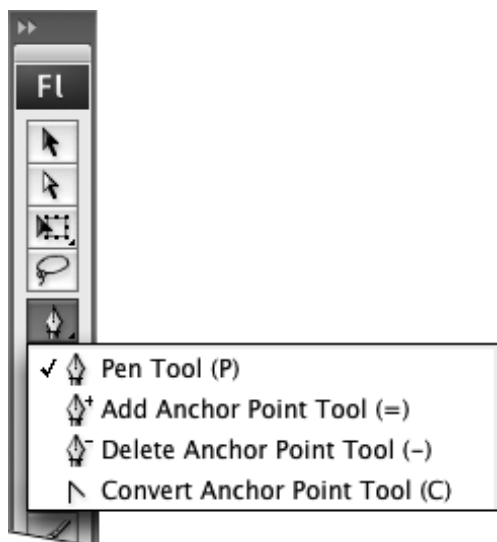 Fl
Pen Tool (P)
Add Anchor Point Tool (=)
Delete Anchor Point Tool (-)
Convert Anchor Point Tool (C)